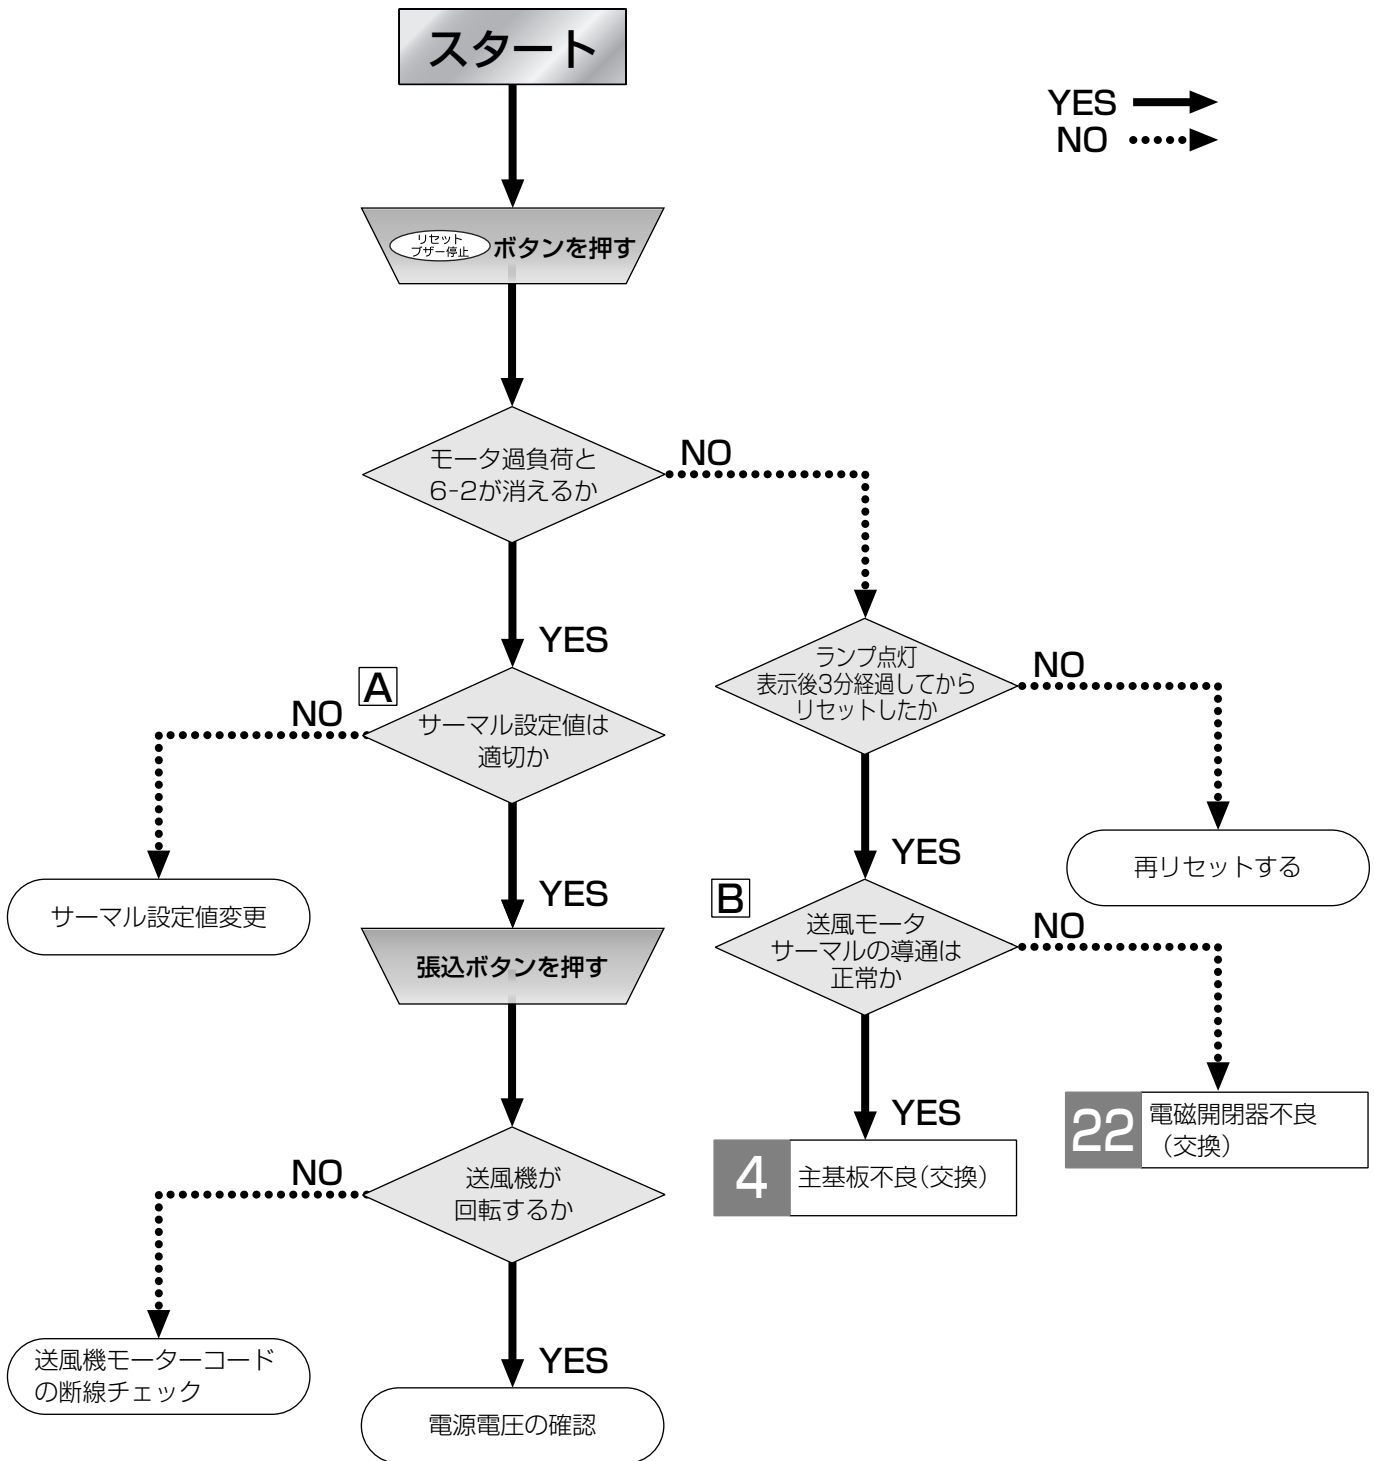 スタート
YES
NO
リセット
ブザー停止
ボタンを押す
モータ過負荷と
6-2が消えるか
NO
YES
ランプ点灯
表示後3分経過してから
リセットしたか
NO
A
NO
サーマル設定値は
適切か
YES
再リセットする
サーマル設定値変更
YES
B
送風モータ
サーマルの導通は
正常か
NO
張込ボタンを押す
YES
22
電磁開閉器不良
(交換)
4
主基板不良(交換)
NO
送風機が
回転するか
YES
送風機モーターコード
の断線チェック
電源電圧の確認